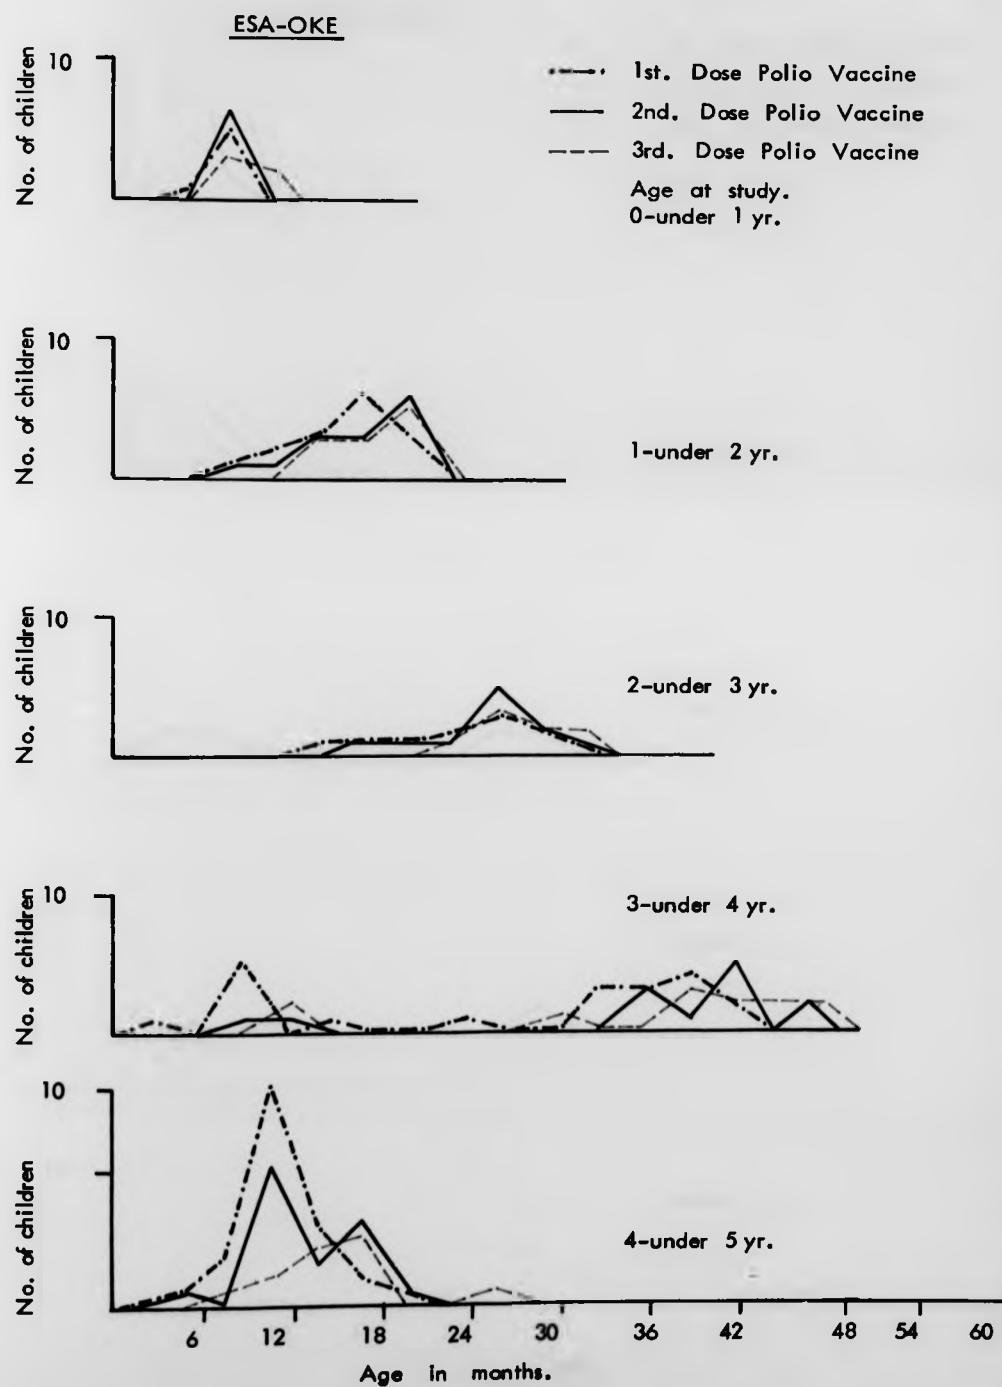 ESA-OKE
10
No. of children
1st. Dose Polio Vaccine
2nd. Dose Polio Vaccine
3rd. Dose Polio Vaccine
Age at study.
0-under 1 yr.
10
No. of children
1-under 2 yr.
10
No. of children
2-under 3 yr.
10
No. of children
3-under 4 yr.
10
No. of children
4-under 5 yr.
6 12 18 24 30 36 42 48 54 60
Age in months.